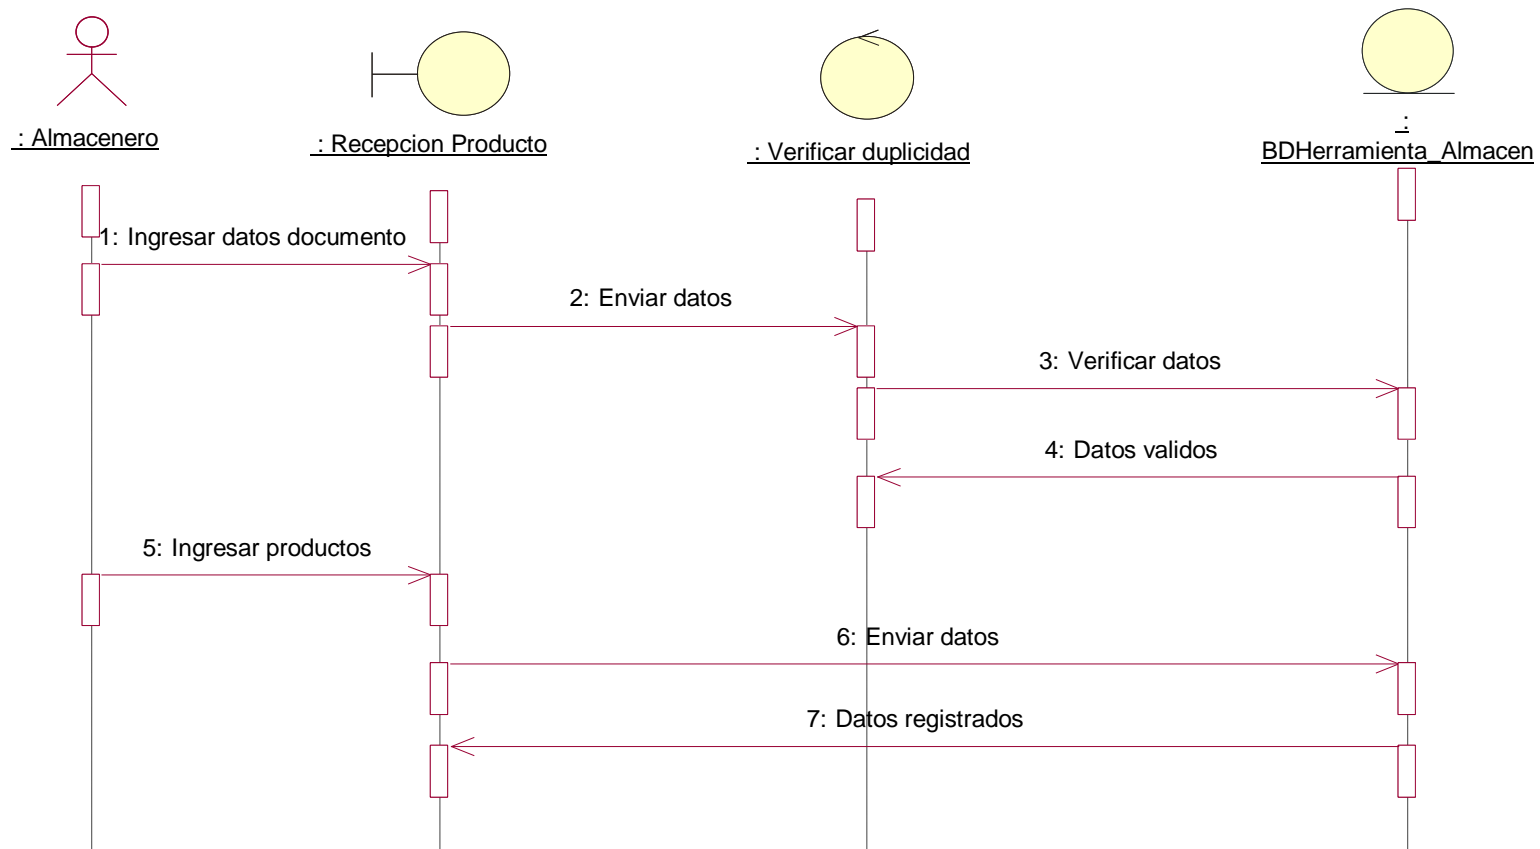 : Almacenero
: Recepcion Producto
: Verificar duplicidad
:
BDHerramienta_Almacen
1: Ingresar datos documento
2: Enviar datos
3: Verificar datos
4: Datos validos
5: Ingresar productos
6: Enviar datos
7: Datos registrados